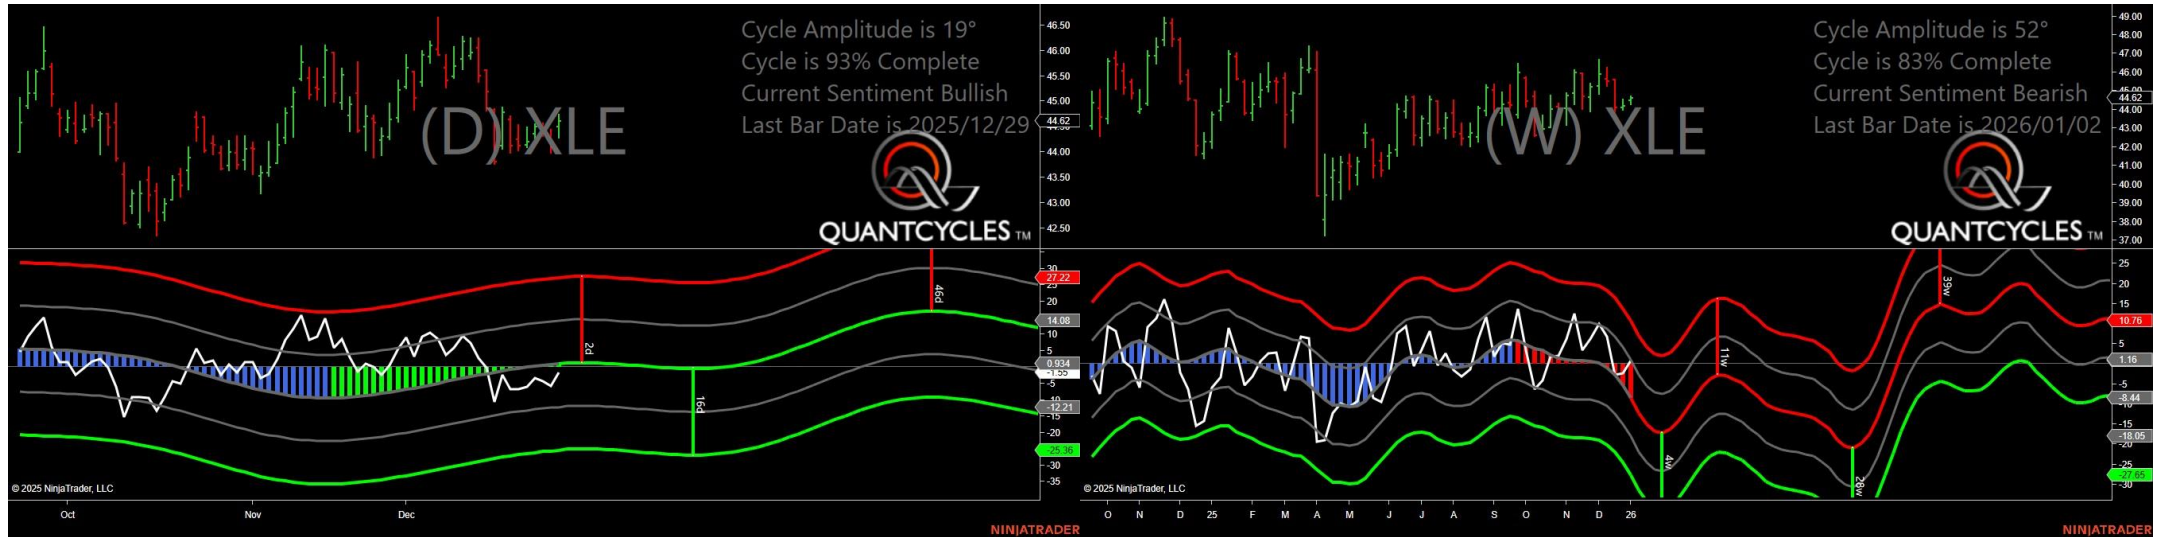 Cycle Amplitude is 19°
Cycle is 93% Complete
Current Sentiment Bullish
Last Bar Date is 2025/12/29
(D) XLE
QUANTCYCLES TM
46.50
46.00
45.50
45.00
44.62
44.00
43.50
43.00
42.50
30
27.22
20
14.08
10
5
0.934
-1.55
-5
-12.21
-15
-20
-25.36
-30
-35
2d
16d
46d
© 2025 NinjaTrader, LLC
Oct
Nov
Dec
NINJATRADER
Cycle Amplitude is 52°
Cycle is 83% Complete
Current Sentiment Bearish
Last Bar Date is 2026/01/02
(W) XLE
QUANTCYCLES TM
49.00
48.00
47.00
46.00
44.62
44.00
43.00
42.00
41.00
40.00
39.00
38.00
37.00
25
20
15
10.76
5
1.16
-5
-8.44
-15
-18.05
-20
-25
-27.65
-30
4w
11w
28w
39w
© 2025 NinjaTrader, LLC
O N D 25 F M A M J J A S O N D 26
NINJATRADER